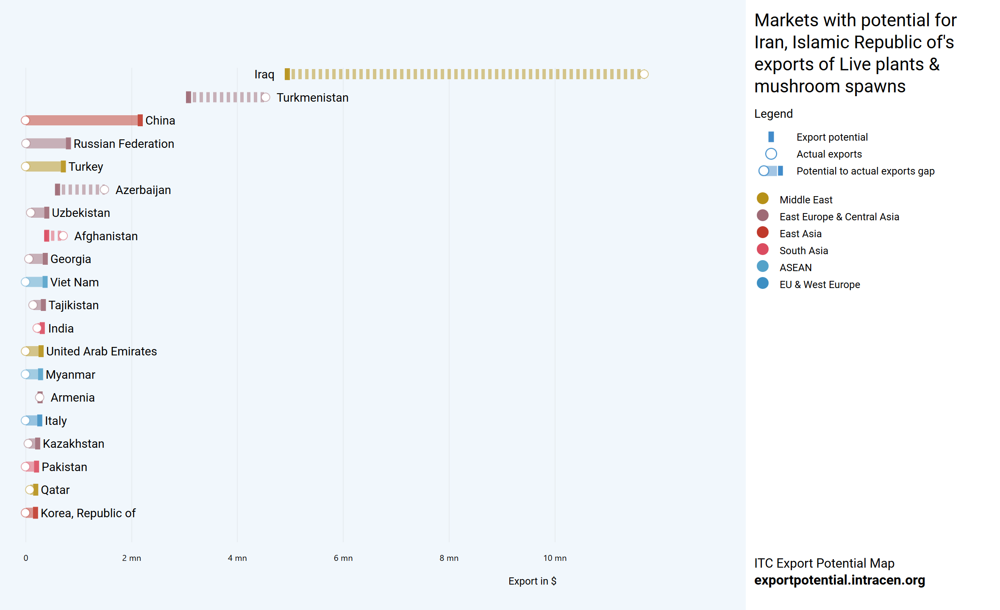 Iraq
Turkmenistan
China
Russian Federation
Turkey
Azerbaijan
Uzbekistan
Afghanistan
Georgia
Viet Nam
Tajikistan
India
United Arab Emirates
Myanmar
Armenia
Italy
Kazakhstan
Pakistan
Qatar
Korea, Republic of
0
2 mn
4 mn
6 mn
8 mn
10 mn
Export in $
Markets with potential for
Iran, Islamic Republic of's
exports of Live plants &
mushroom spawns
Legend
Export potential
Actual exports
Potential to actual exports gap
Middle East
East Europe & Central Asia
East Asia
South Asia
ASEAN
EU & West Europe
ITC Export Potential Map
exportpotential.intracen.org